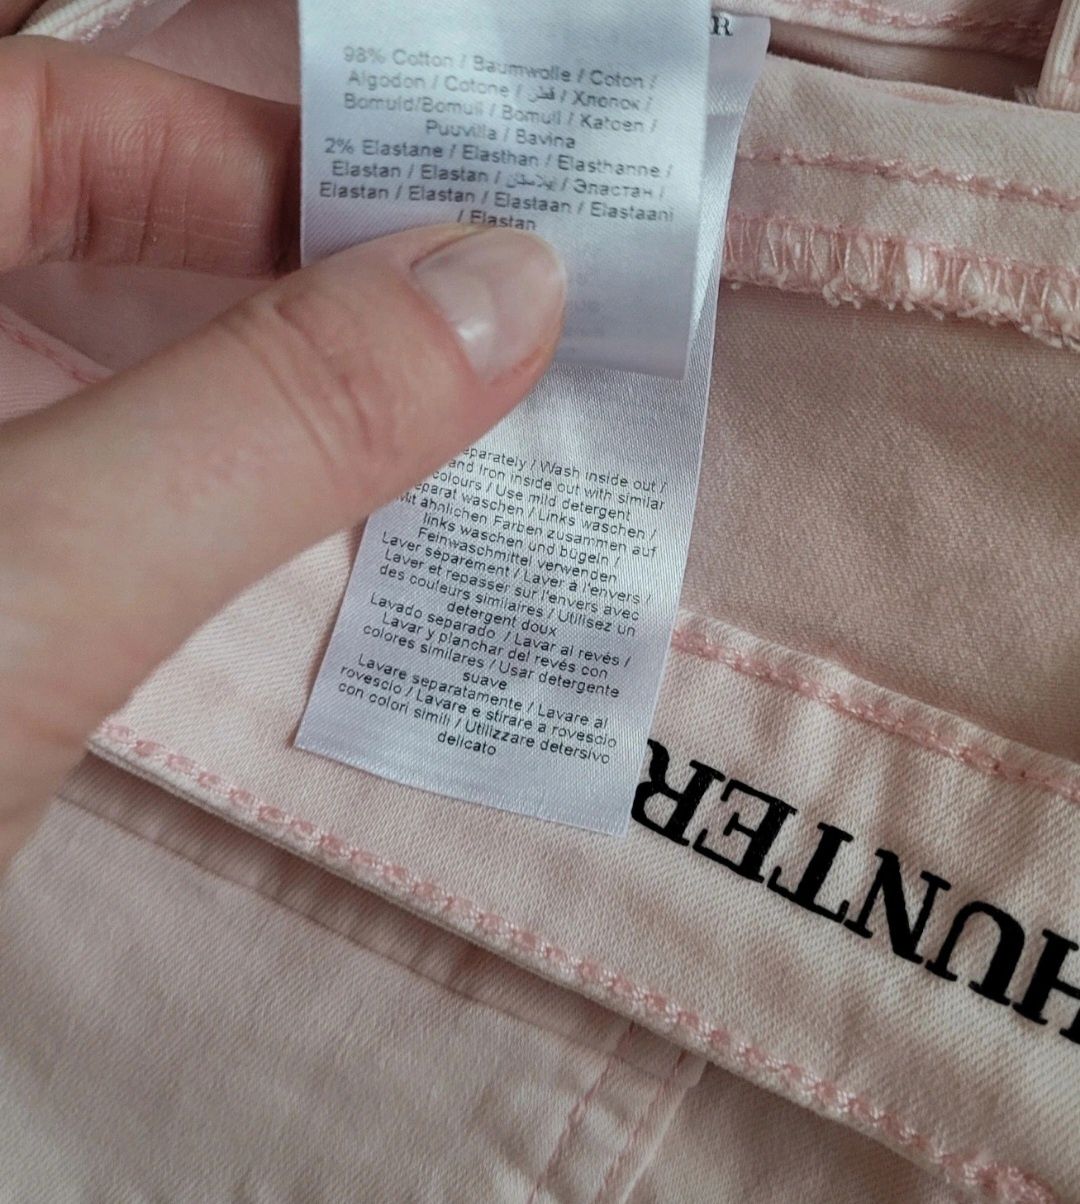 R
98% Cotton / Baumwolle / Coton /
Algodon / Cotone / قطن / Хлопок /
Bomuld/Bomull / Bomull / Katoen /
Puuvilla / Bavlna
2% Elastane / Elasthan / Elasthanne /
Elastan / Elastan / / Эластан /
Elastan / Elastan / Elastaan / Elastaani
/ Elastan
/ Wash inside out /
and Iron inside out with similar
colours / Use mild detergent
waschen / Links waschen /
Mit ähnlichen Farben zusammen auf
links waschen und bügeln /
Feinwaschmittel verwenden
Laver séparément / Laver à l'envers /
Laver et repasser sur l'envers avec
des couleurs similaires / Utilisez un
detergent doux
Lavado separado / Lavar al revés /
Lavar y planchar del revés con
colores similares / Usar detergente
suave
Lavare separatamente / Lavare al
rovescio / Lavare e stirare a rovescio
con colori simili / Utilizzare detersivo
delicato
HUNTER